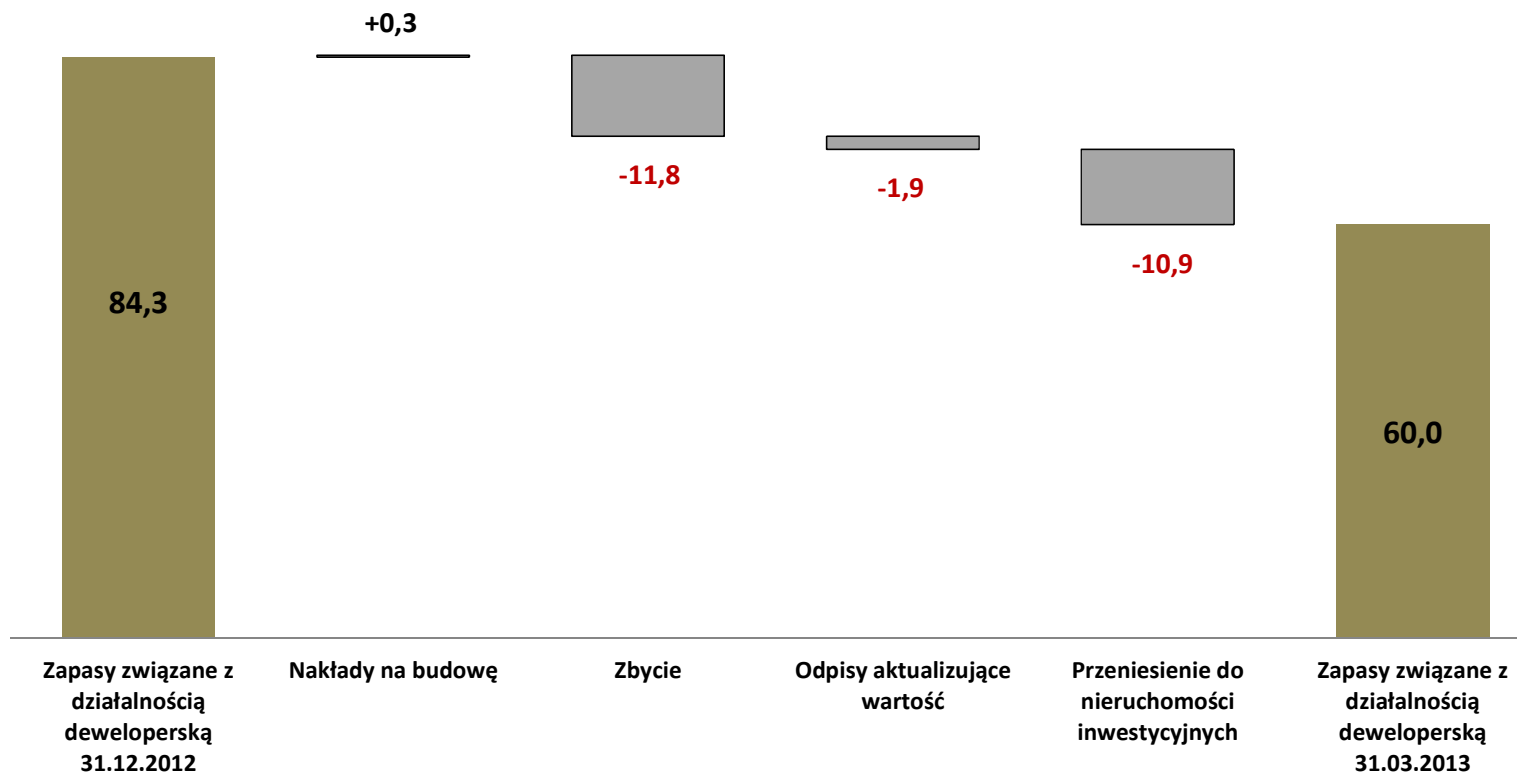 +0,3
-11,8
-1,9
-10,9
84,3
60,0
Zapasy związane z
działalnością
deweloperską
31.12.2012
Nakłady na budowę
Zbycie
Odpisy aktualizujące
wartość
Przeniesienie do
nieruchomości
inwestycyjnych
Zapasy związane z
działalnością
deweloperską
31.03.2013